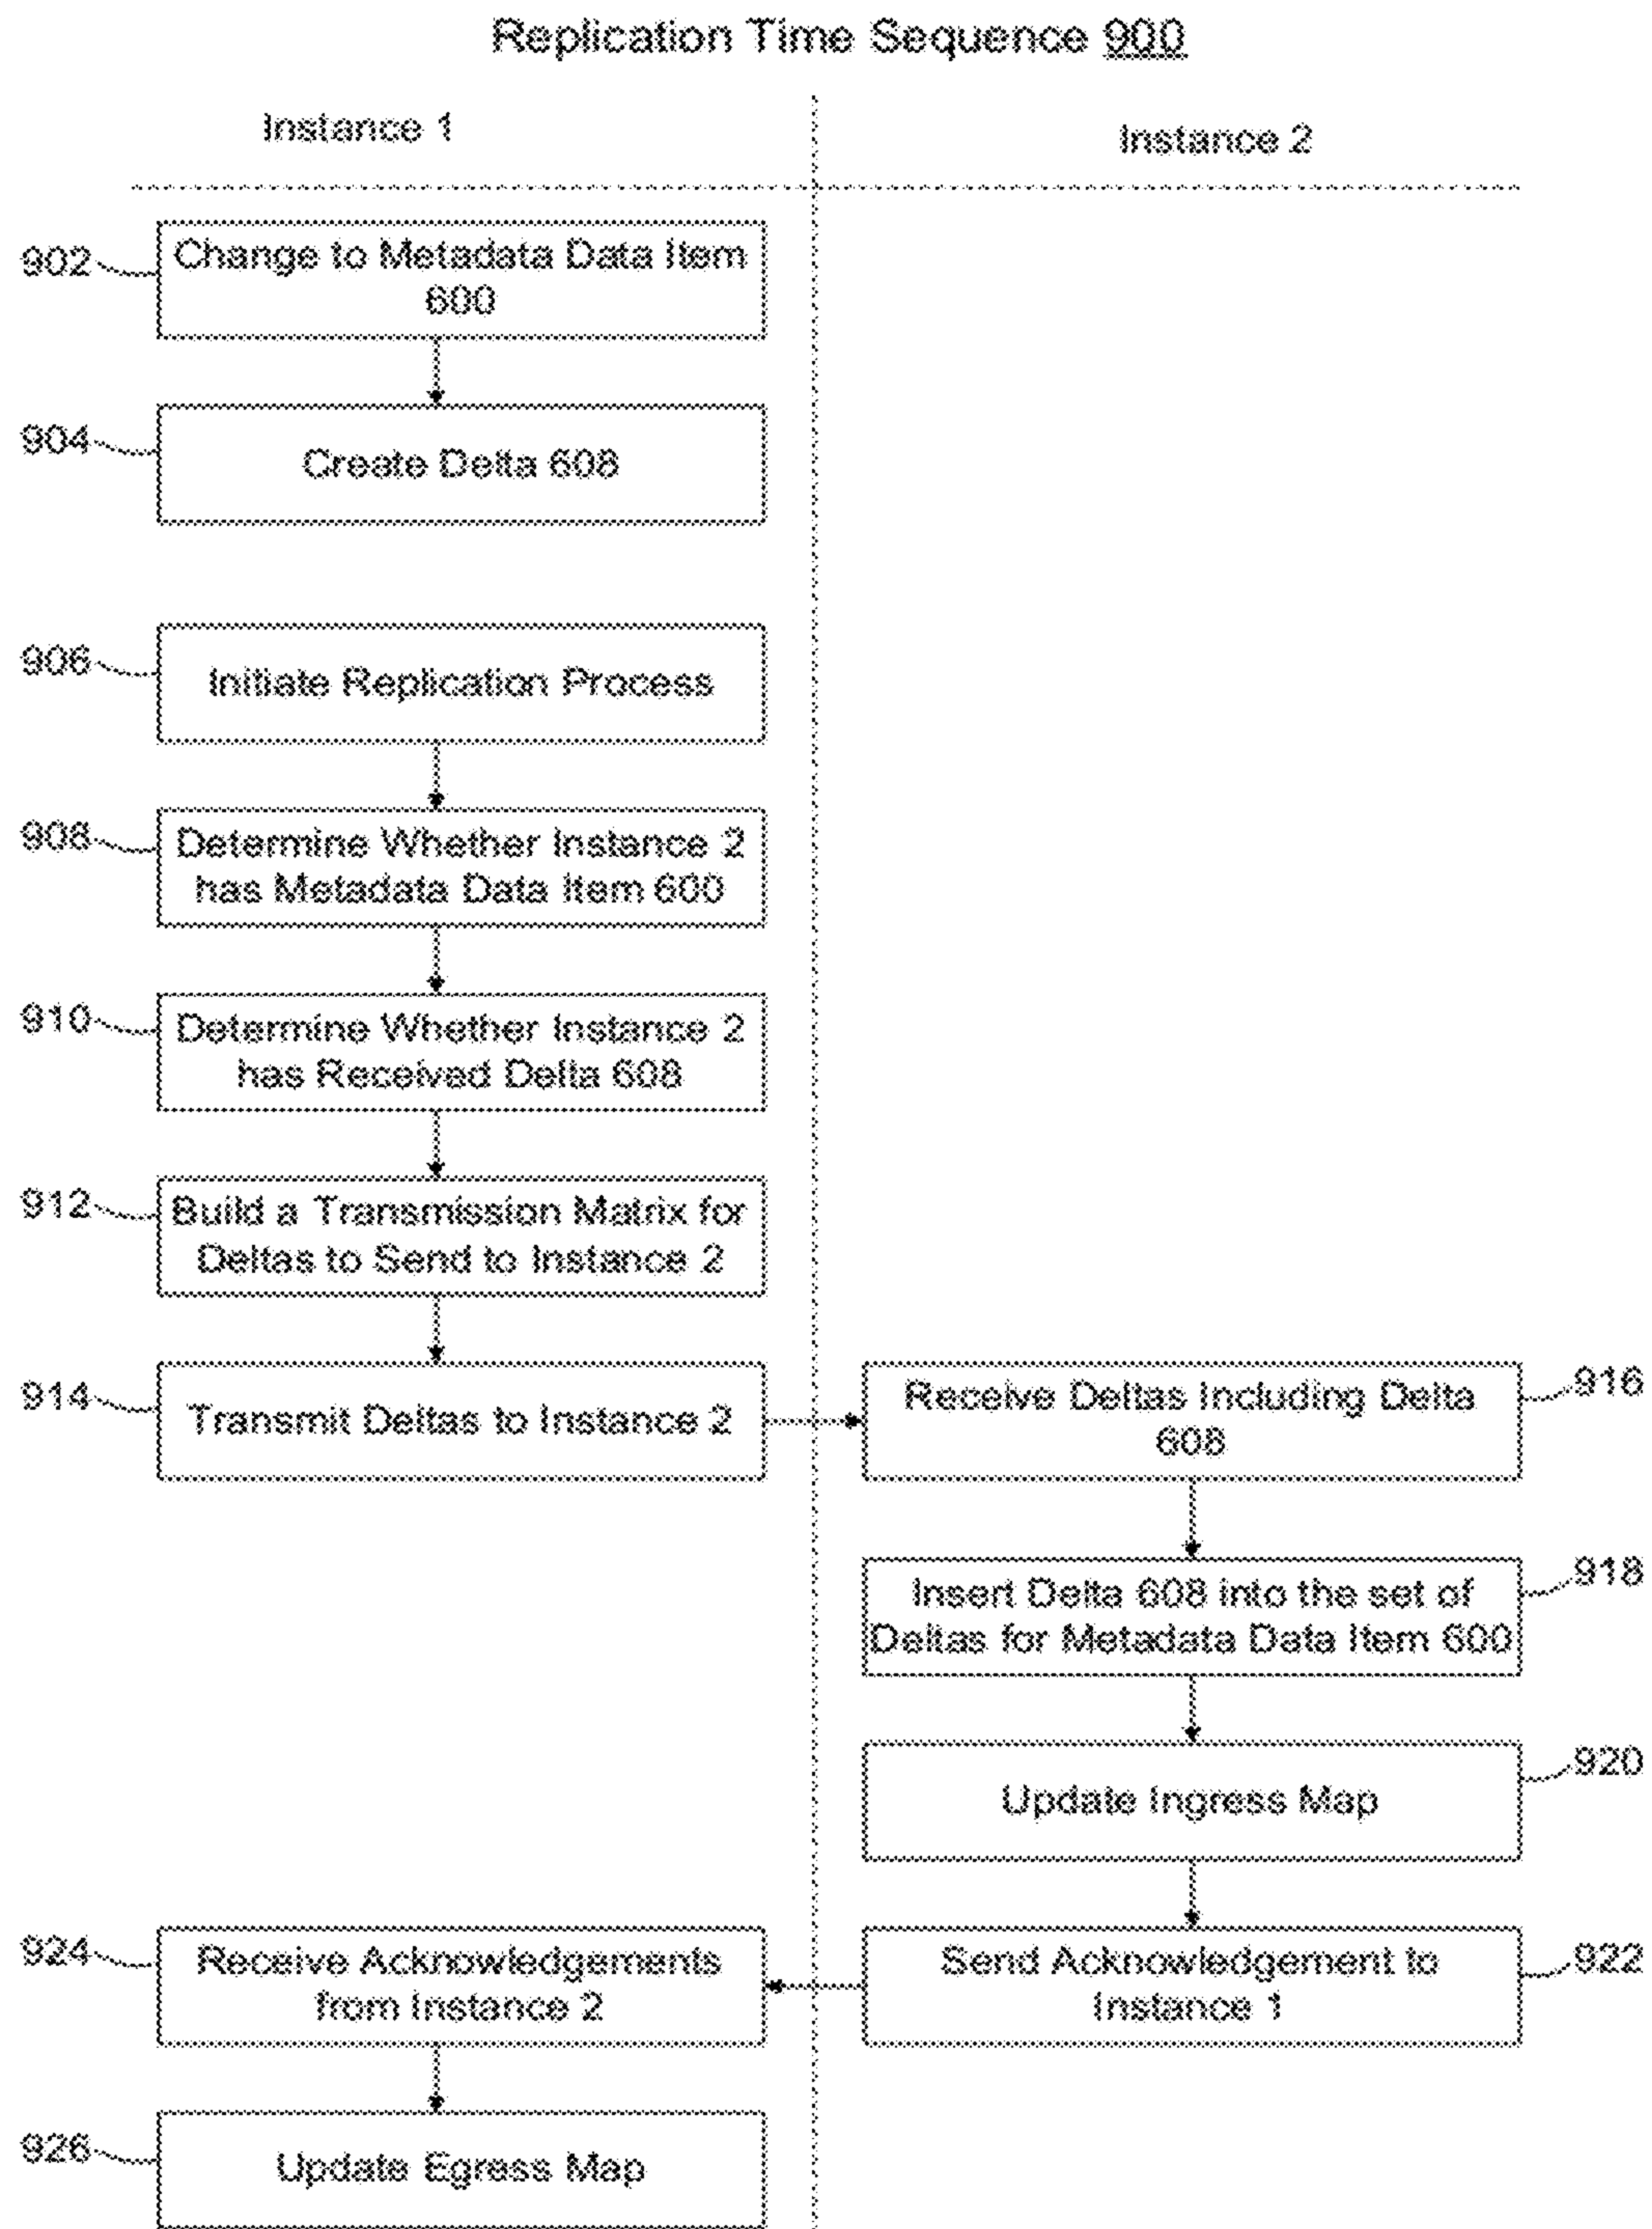 Replication Time Sequence 900
Instance 1
Instance 2
902
Change to Metadata Data Item
600
904
Create Delta 608
906
Initiate Replication Process
908
Determine Whether Instance 2
has Metadata Data Item 600
910
Determine Whether Instance 2
has Received Delta 608
912
Build a Transmission Matrix for
Deltas to Send to Instance 2
914
Transmit Deltas to Instance 2
Receive Deltas Including Delta
608
916
Insert Delta 608 into the set of
Deltas for Metadata Data Item 600
918
Update Ingress Map
920
Send Acknowledgement to
Instance 1
922
924
Receive Acknowledgements
from Instance 2
926
Update Egress Map